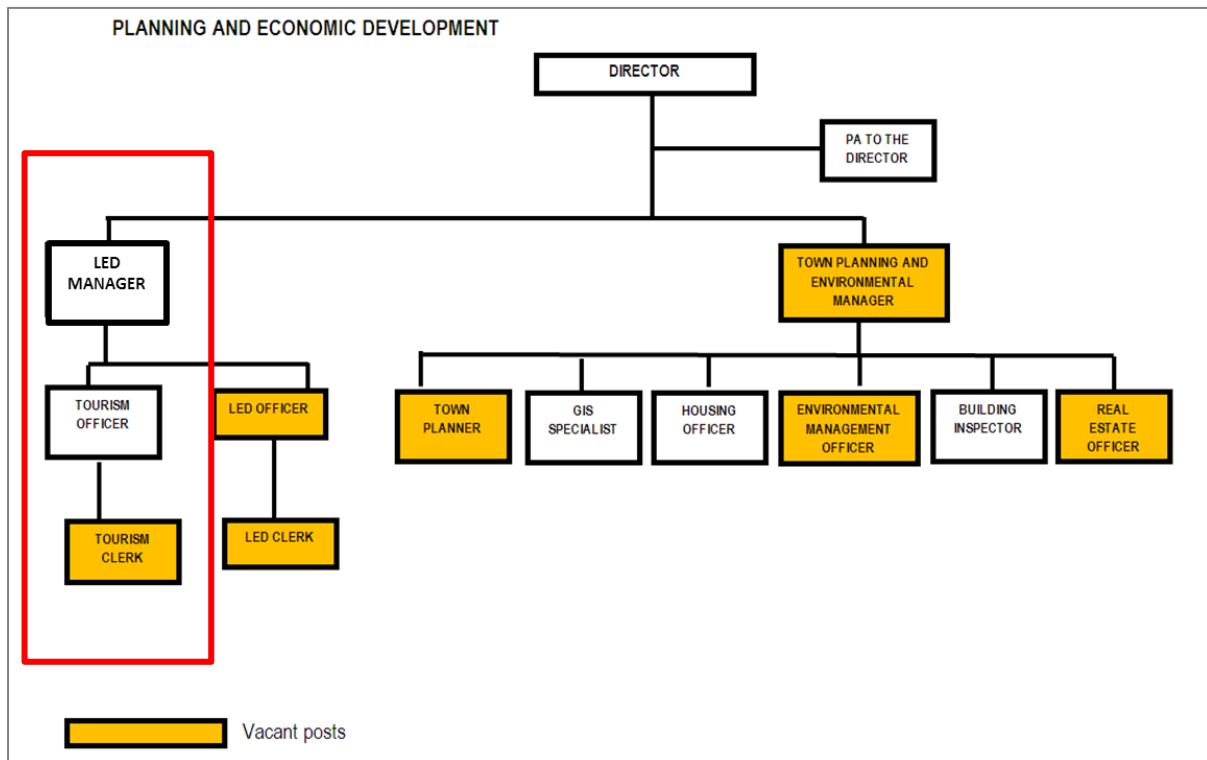 PLANNING AND ECONOMIC DEVELOPMENT
DIRECTOR
PA TO THE
DIRECTOR
LED
MANAGER
TOWN PLANNING AND
ENVIRONMENTAL
MANAGER
TOURISM
OFFICER
LED OFFICER
TOWN
PLANNER
GIS
SPECIALIST
HOUSING
OFFICER
ENVIRONMENTAL
MANAGEMENT
OFFICER
BUILDING
INSPECTOR
REAL
ESTATE
OFFICER
TOURISM
CLERK
LED CLERK
Vacant posts